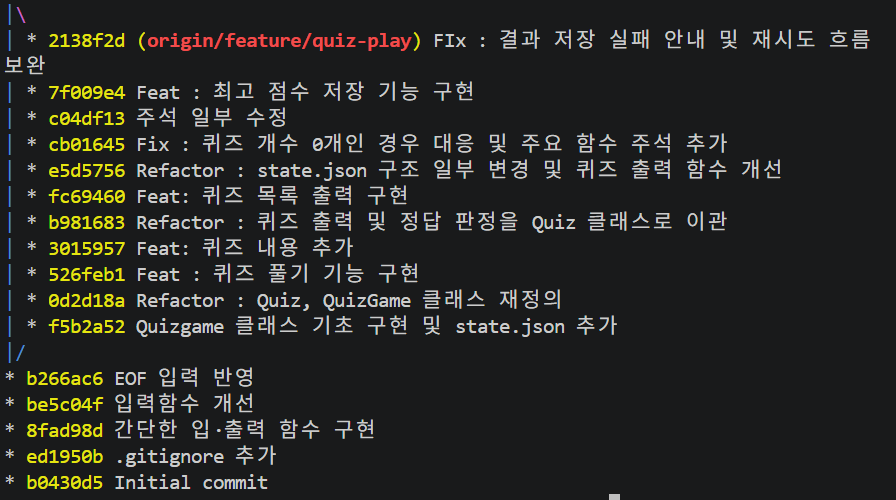 |\
| * 2138f2d (origin/feature/quiz-play) FIx : 결과 저장 실패 안내 및 재시도 흐름
보완
| * 7f009e4 Feat : 최고 점수 저장 기능 구현
| * c04df13 주석 일부 수정
| * cb01645 Fix : 퀴즈 개수 0개인 경우 대응 및 주요 함수 주석 추가
| * e5d5756 Refactor : state.json 구조 일부 변경 및 퀴즈 출력 함수 개선
| * fc69460 Feat: 퀴즈 목록 출력 구현
| * b981683 Refactor : 퀴즈 출력 및 정답 판정을 Quiz 클래스로 이관
| * 3015957 Feat: 퀴즈 내용 추가
| * 526feb1 Feat : 퀴즈 풀기 기능 구현
| * 0d2d18a Refactor : Quiz, QuizGame 클래스 재정의
| * f5b2a52 Quizgame 클래스 기초 구현 및 state.json 추가
|/
* b266ac6 EOF 입력 반영
* be5c04f 입력함수 개선
* 8fad98d 간단한 입·출력 함수 구현
* ed1950b .gitignore 추가
* b0430d5 Initial commit